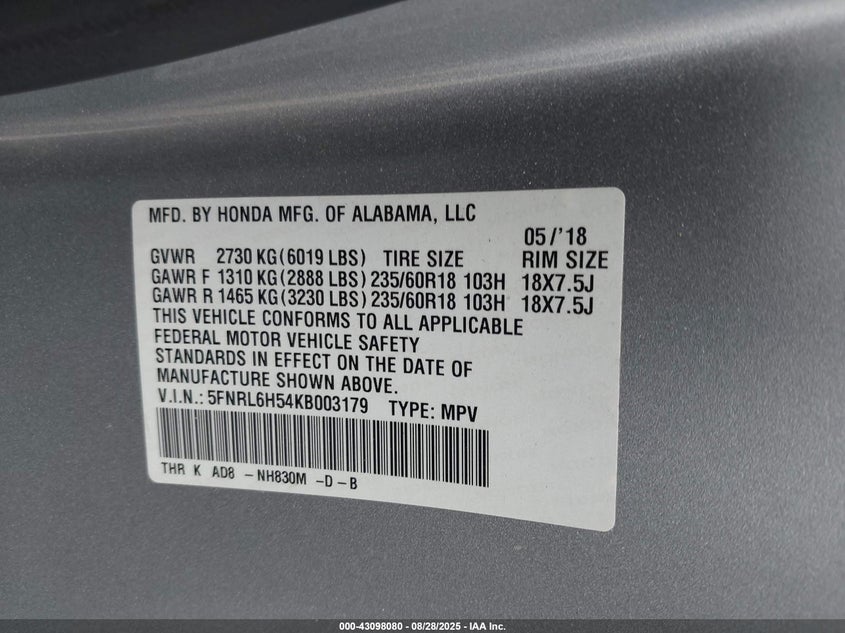 MFD. BY HONDA MFG. OF ALABAMA, LLC
05/'18
GVWR 2730 KG(6019 LBS) TIRE SIZE RIM SIZE
GAWR F 1310 KG(2888 LBS)235/60R18 103H 18X7.5J
GAWR R 1465 KG(3230 LBS)235/60R18 103H 18X7.5J
THIS VEHICLE CONFORMS TO ALL APPLICABLE
FEDERAL MOTOR VEHICLE SAFETY
STANDARDS IN EFFECT ON THE DATE OF
MANUFACTURE SHOWN ABOVE.
V.I.N.: 5FNRL6H54KB003179 TYPE: MPV
THR K AD8 -NH830M -D-B
000-43098080 - 08/28/2025 - IAA Inc.